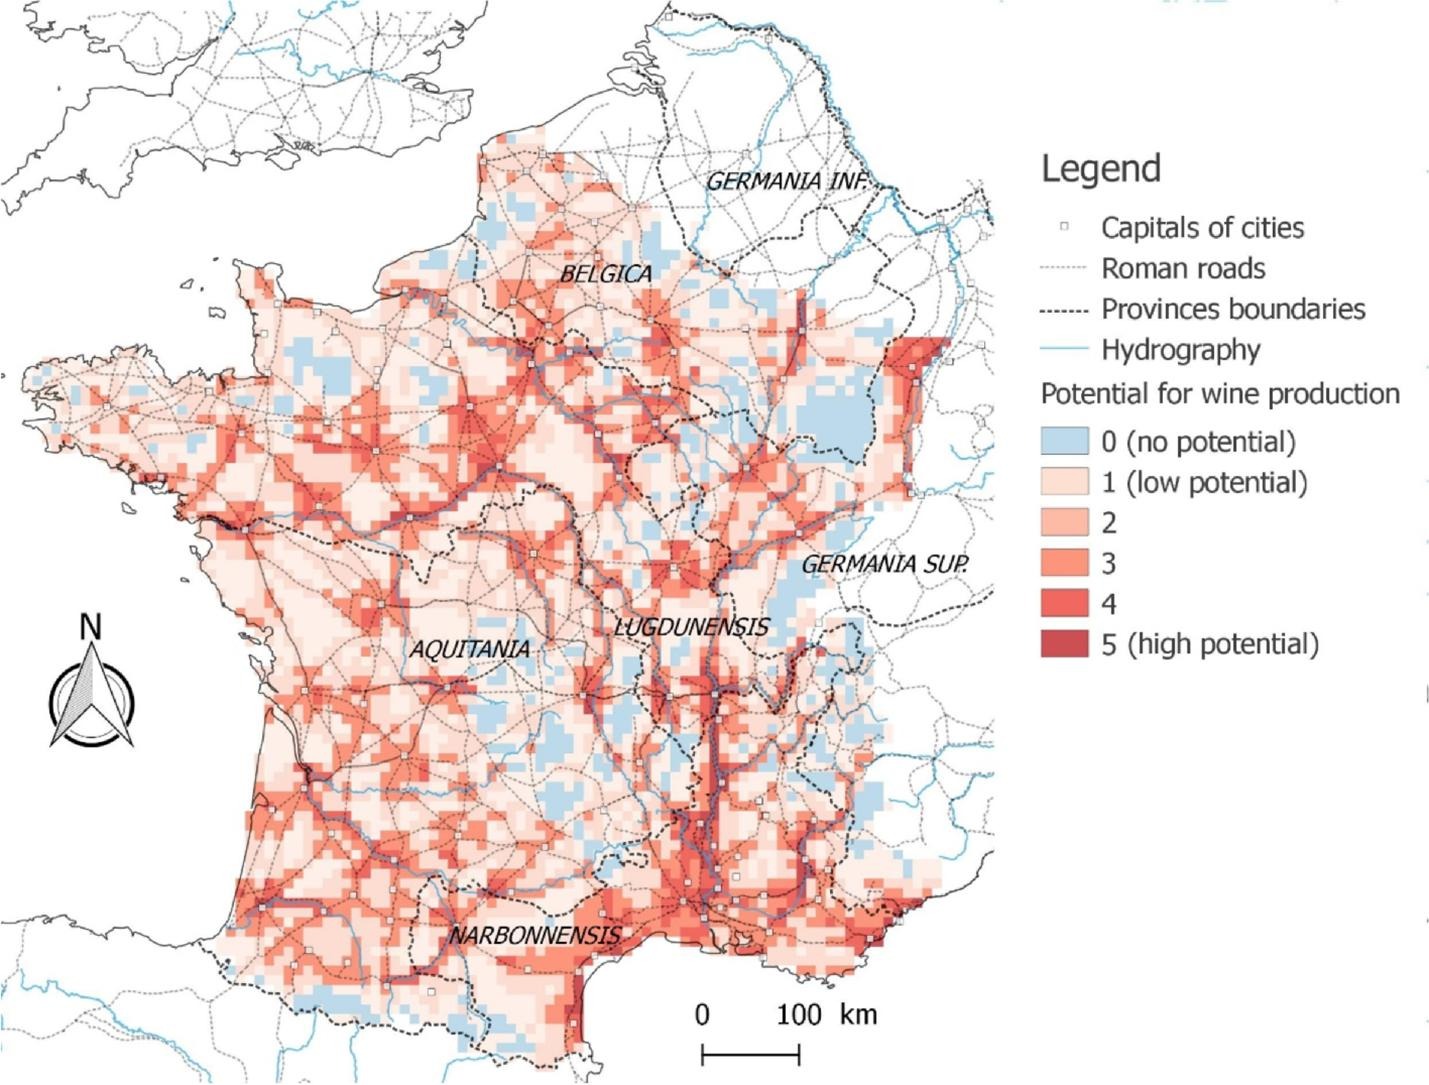 GERMANIA INF.
BELGICA
GERMANIA SUP.
LUGDUNENSIS
AQUITANIA
NARBONNENSIS
N
0 100 km
Legend
Capitals of cities
Roman roads
Provinces boundaries
Hydrography
Potential for wine production
0 (no potential)
1 (low potential)
2
3
4
5 (high potential)